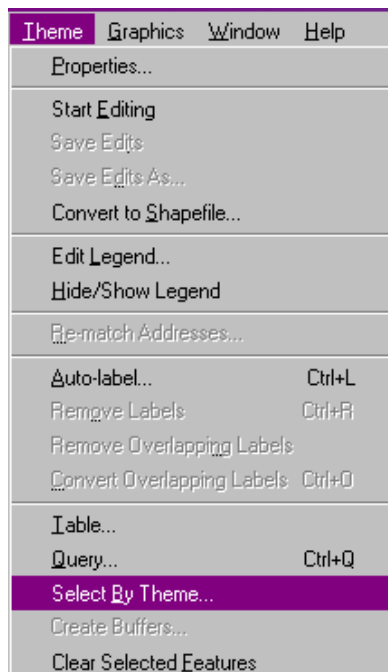 Theme Graphics Window Help
Properties...
Start Editing
Save Edits
Save Edits As...
Convert to Shapefile...
Edit Legend...
Hide/Show Legend
Re-match Addresses...
Auto-label... Ctrl+L
Remove Labels Ctrl+R
Remove Overlapping Labels
Convert Overlapping Labels Ctrl+O
Table...
Query... Ctrl+Q
Select By Theme...
Create Buffers...
Clear Selected Features